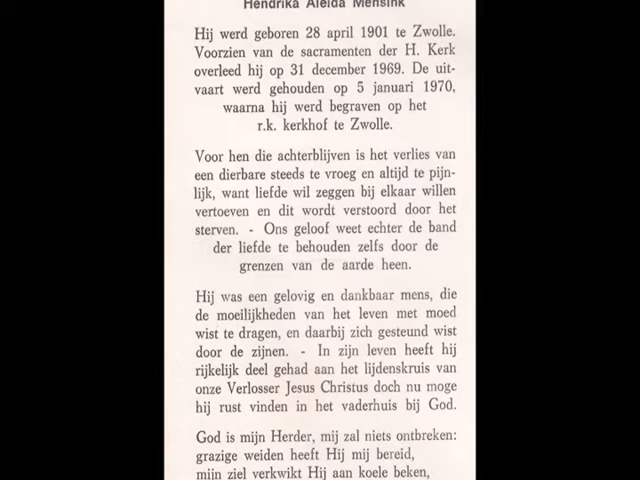 Hendrika Aleida Mensink
Hij werd geboren 28 april 1901 te Zwolle.
Voorzien van de sacramenten der H. Kerk
overleed hij op 31 december 1969. De uit-
vaart werd gehouden op 5 januari 1970,
waarna hij werd begraven op het
r.k. kerkhof te Zwolle.
Voor hen die achterblijven is het verlies van
een dierbare steeds te vroeg en altijd te pijn-
lijk, want liefde wil zeggen bij elkaar willen
vertoeven en dit wordt verstoord door het
sterven. - Ons geloof weet echter de band
der liefde te behouden zelfs door de
grenzen van de aarde heen.
Hij was een gelovig en dankbaar mens, die
de moeilijkheden van het leven met moed
wist te dragen, en daarbij zich gesteund wist
door de zijnen. - In zijn leven heeft hij
rijkelijk deel gehad aan het lijdenskruis van
onze Verlosser Jesus Christus doch nu moge
hij rust vinden in het vaderhuis bij God.
God is mijn Herder, mij zal niets ontbreken:
grazige weiden heeft Hij mij bereid,
mijn ziel verkwikt Hij aan koele beken,